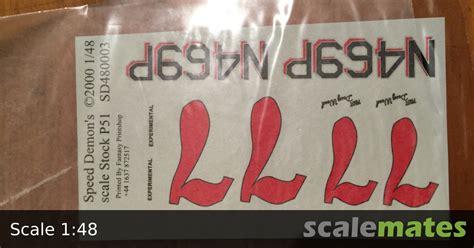 Speed Demon's ©2000 1/48
scale Stock P51 SD480003
Printed By Fantasy Printshop
+44 1637 872517
EXPERIMENTAL
EXPERIMENTAL
N469P
N469P
7
7
7
7
Scale 1:48
scalemates